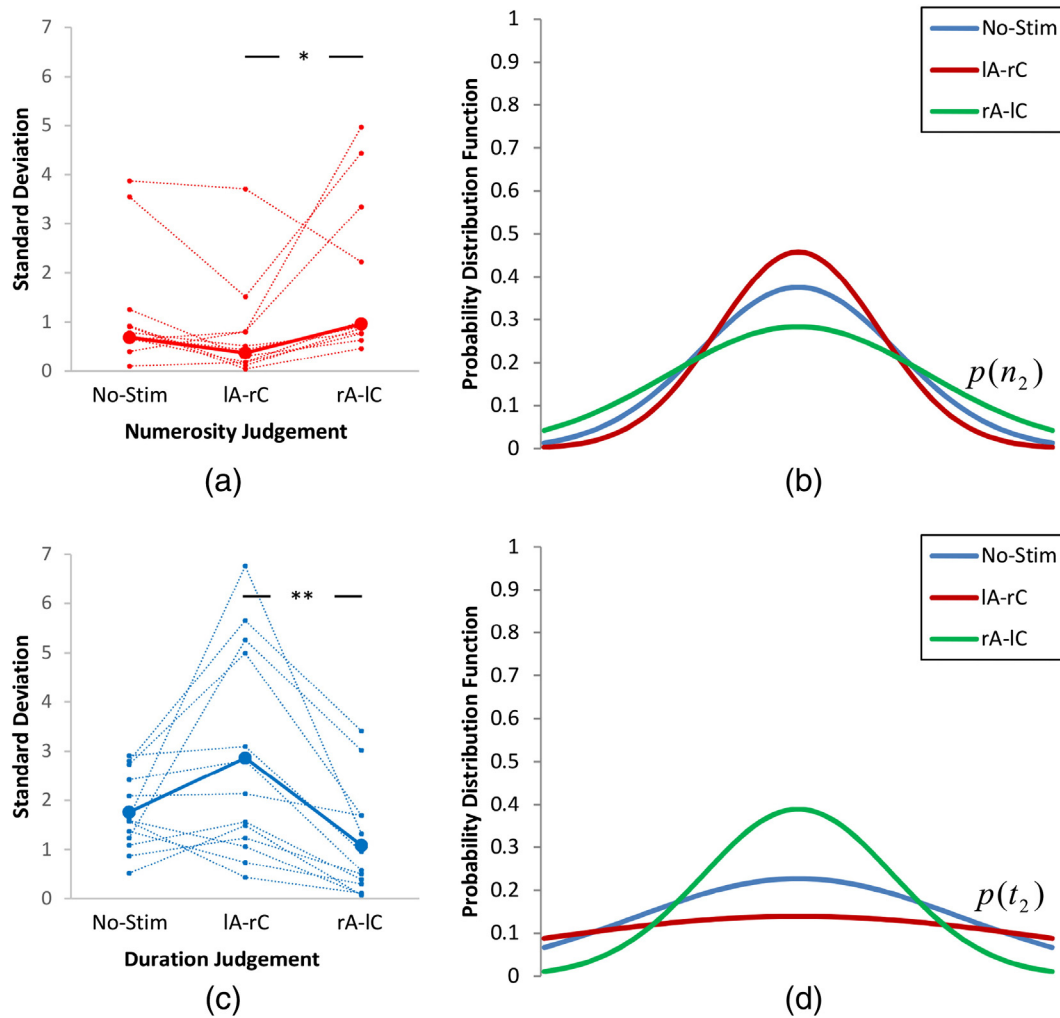 7
6
5
4
3
2
1
0
Standard Deviation
*
No-Stim
lA-rC
rA-lC
Numerosity Judgement
(a)
1
0.9
0.8
0.7
0.6
0.5
0.4
0.3
0.2
0.1
0
Probability Distribution Function
No-Stim
lA-rC
rA-lC
p(n2)
(b)
7
6
5
4
3
2
1
0
Standard Deviation
**
No-Stim
lA-rC
rA-lC
Duration Judgement
(c)
1
0.9
0.8
0.7
0.6
0.5
0.4
0.3
0.2
0.1
0
Probability Distribution Function
No-Stim
lA-rC
rA-lC
p(t2)
(d)